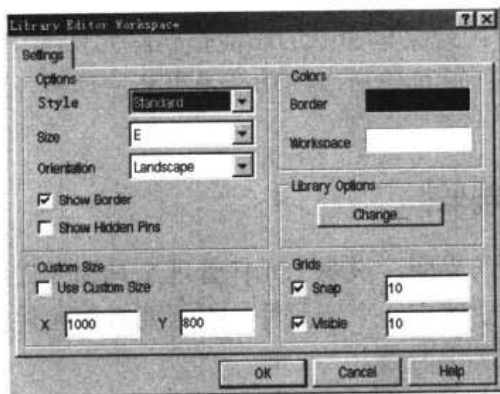 Library Editor Workspace
Settings
Options
Style Standard
Size E
Orientation Landscape
Show Border
Show Hidden Pins
Colors
Border
Workspace
Library Options
Change...
Custom Size
Use Custom Size
X 1000 Y 800
Grids
Snap 10
Visible 10
OK Cancel Help